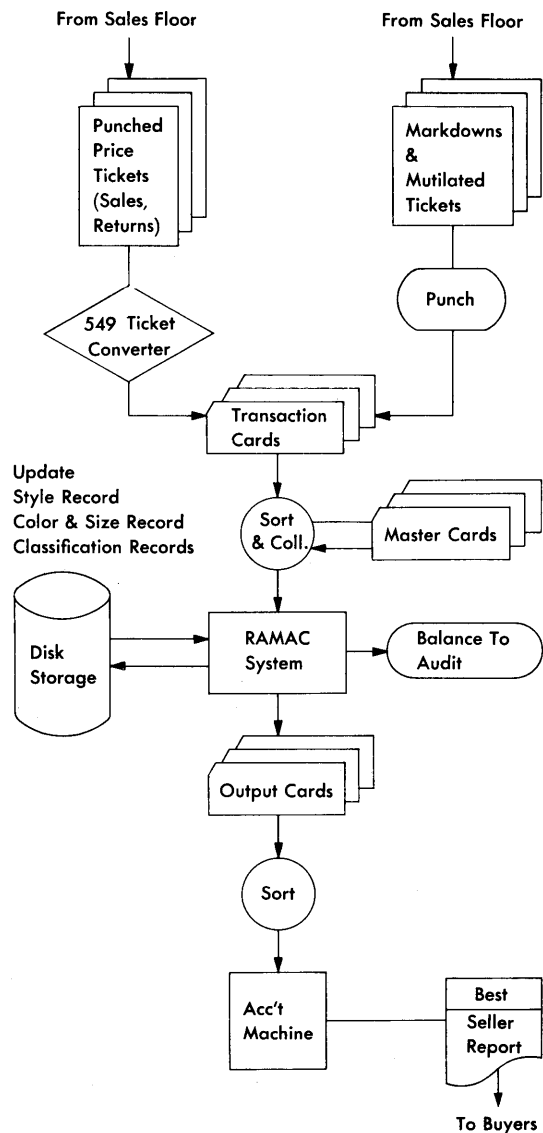 From Sales Floor
From Sales Floor
Punched
Price
Tickets
(Sales,
Returns)
Markdowns
&
Mutilated
Tickets
549 Ticket
Converter
Punch
Transaction
Cards
Update
Style Record
Color & Size Record
Classification Records
Sort
& Coll.
Master Cards
Disk
Storage
RAMAC
System
Balance To
Audit
Output Cards
Sort
Acc't
Machine
Best
Seller
Report
To Buyers